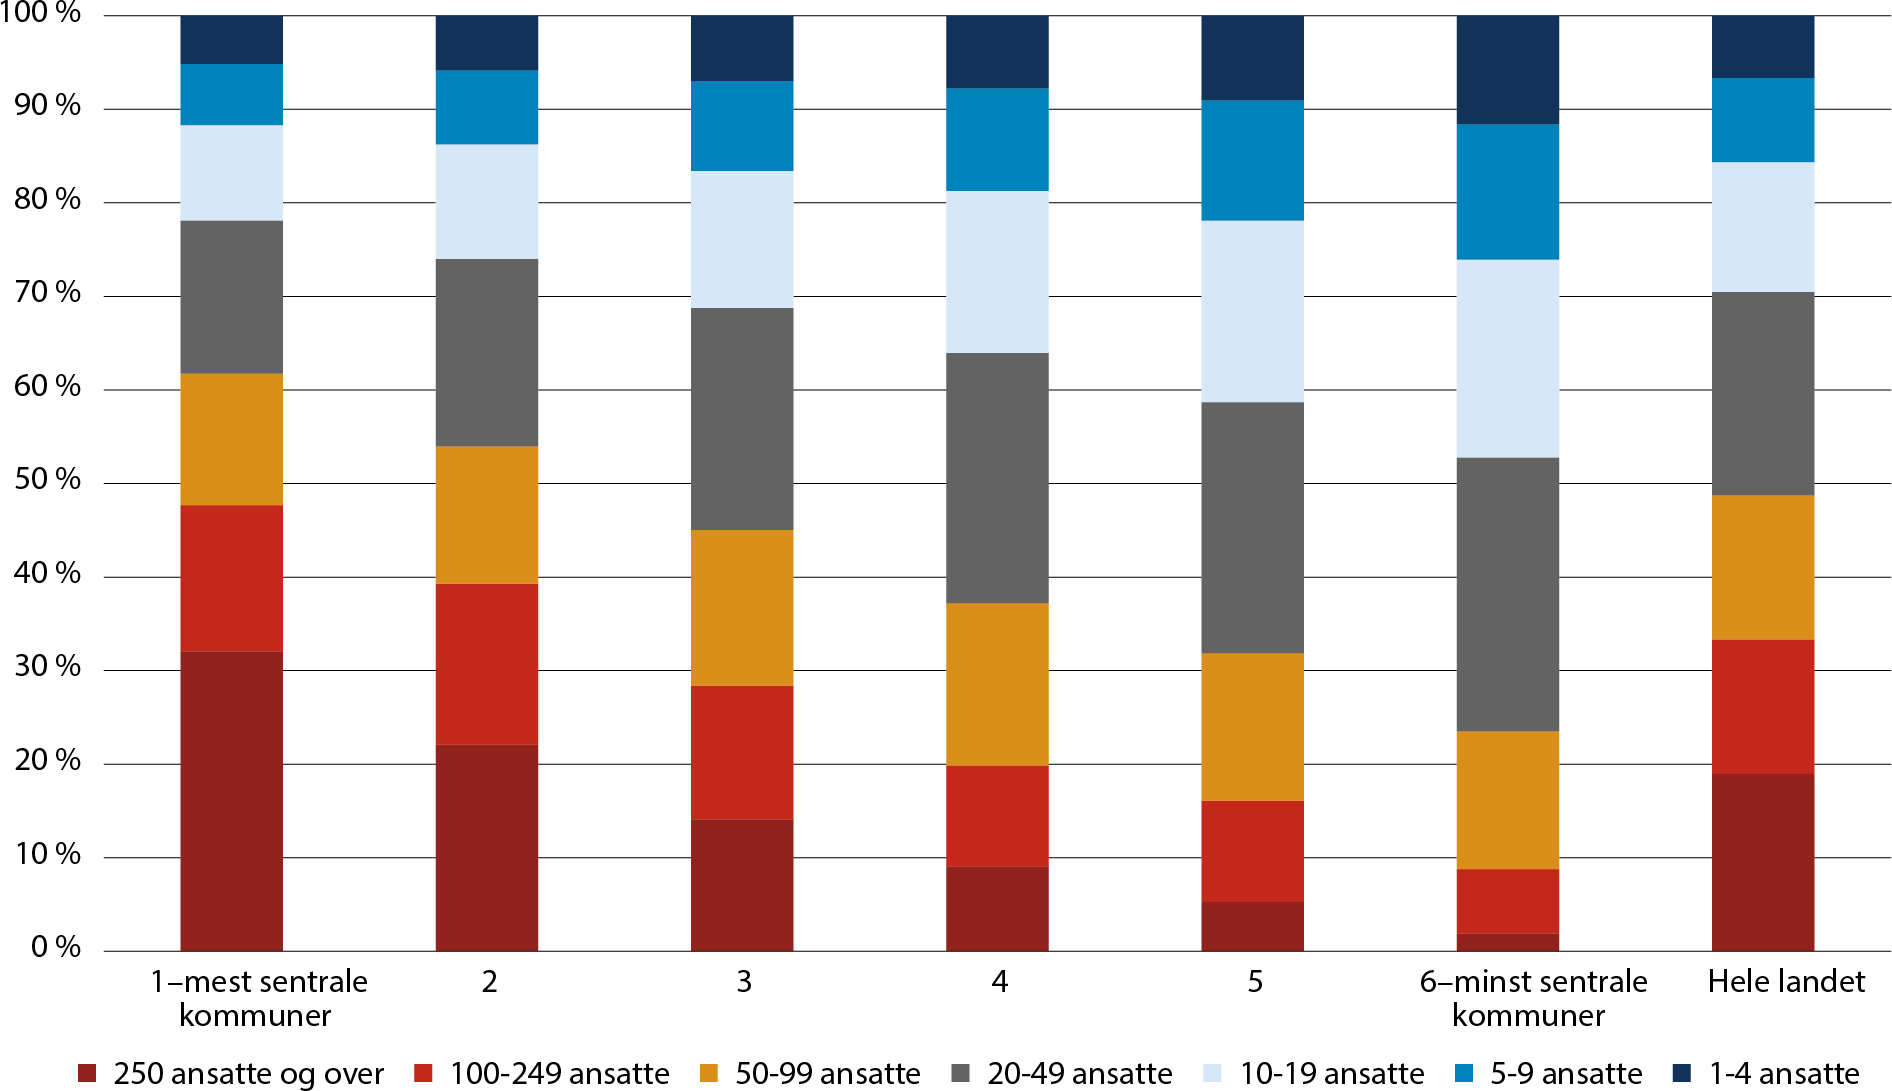 100 %
90 %
80 %
70 %
60 %
50 %
40 %
30 %
20 %
10 %
0 %
1–mest sentrale kommuner
2
3
4
5
6–minst sentrale kommuner
Hele landet
250 ansatte og over
100-249 ansatte
50-99 ansatte
20-49 ansatte
10-19 ansatte
5-9 ansatte
1-4 ansatte